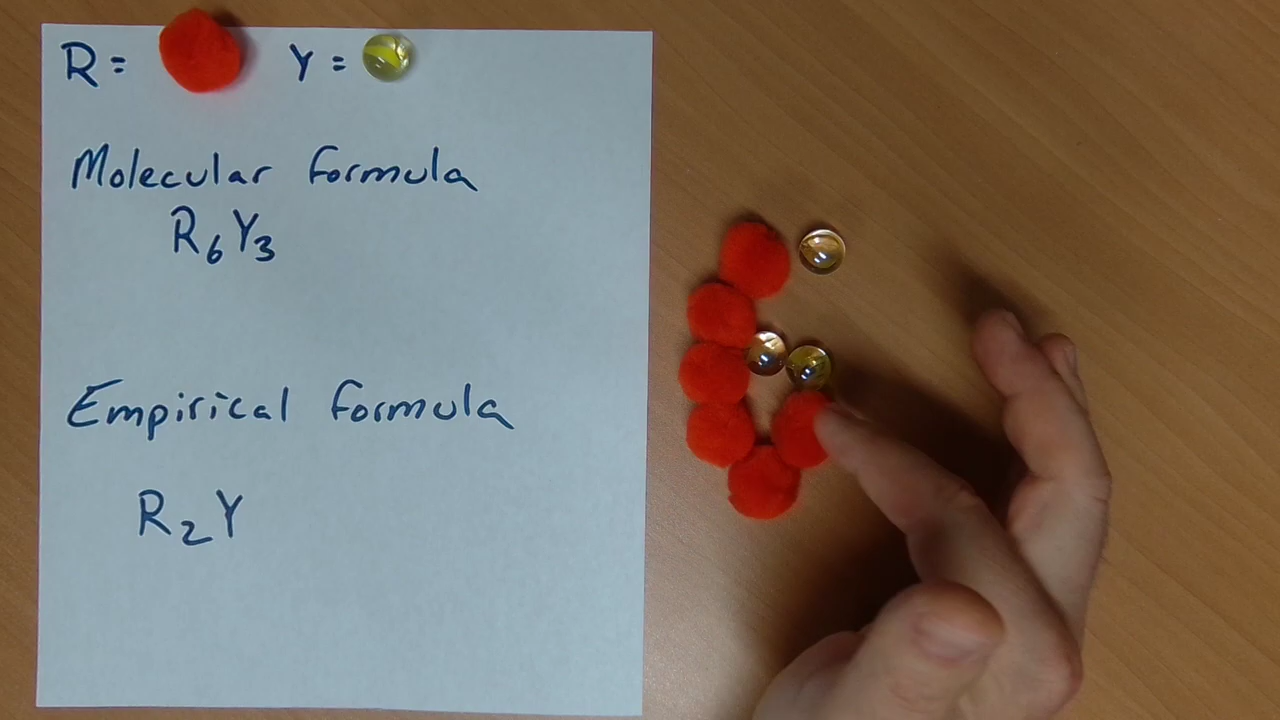 R = Y =
Molecular formula
R₆Y₃
Empirical formula
R₂Y